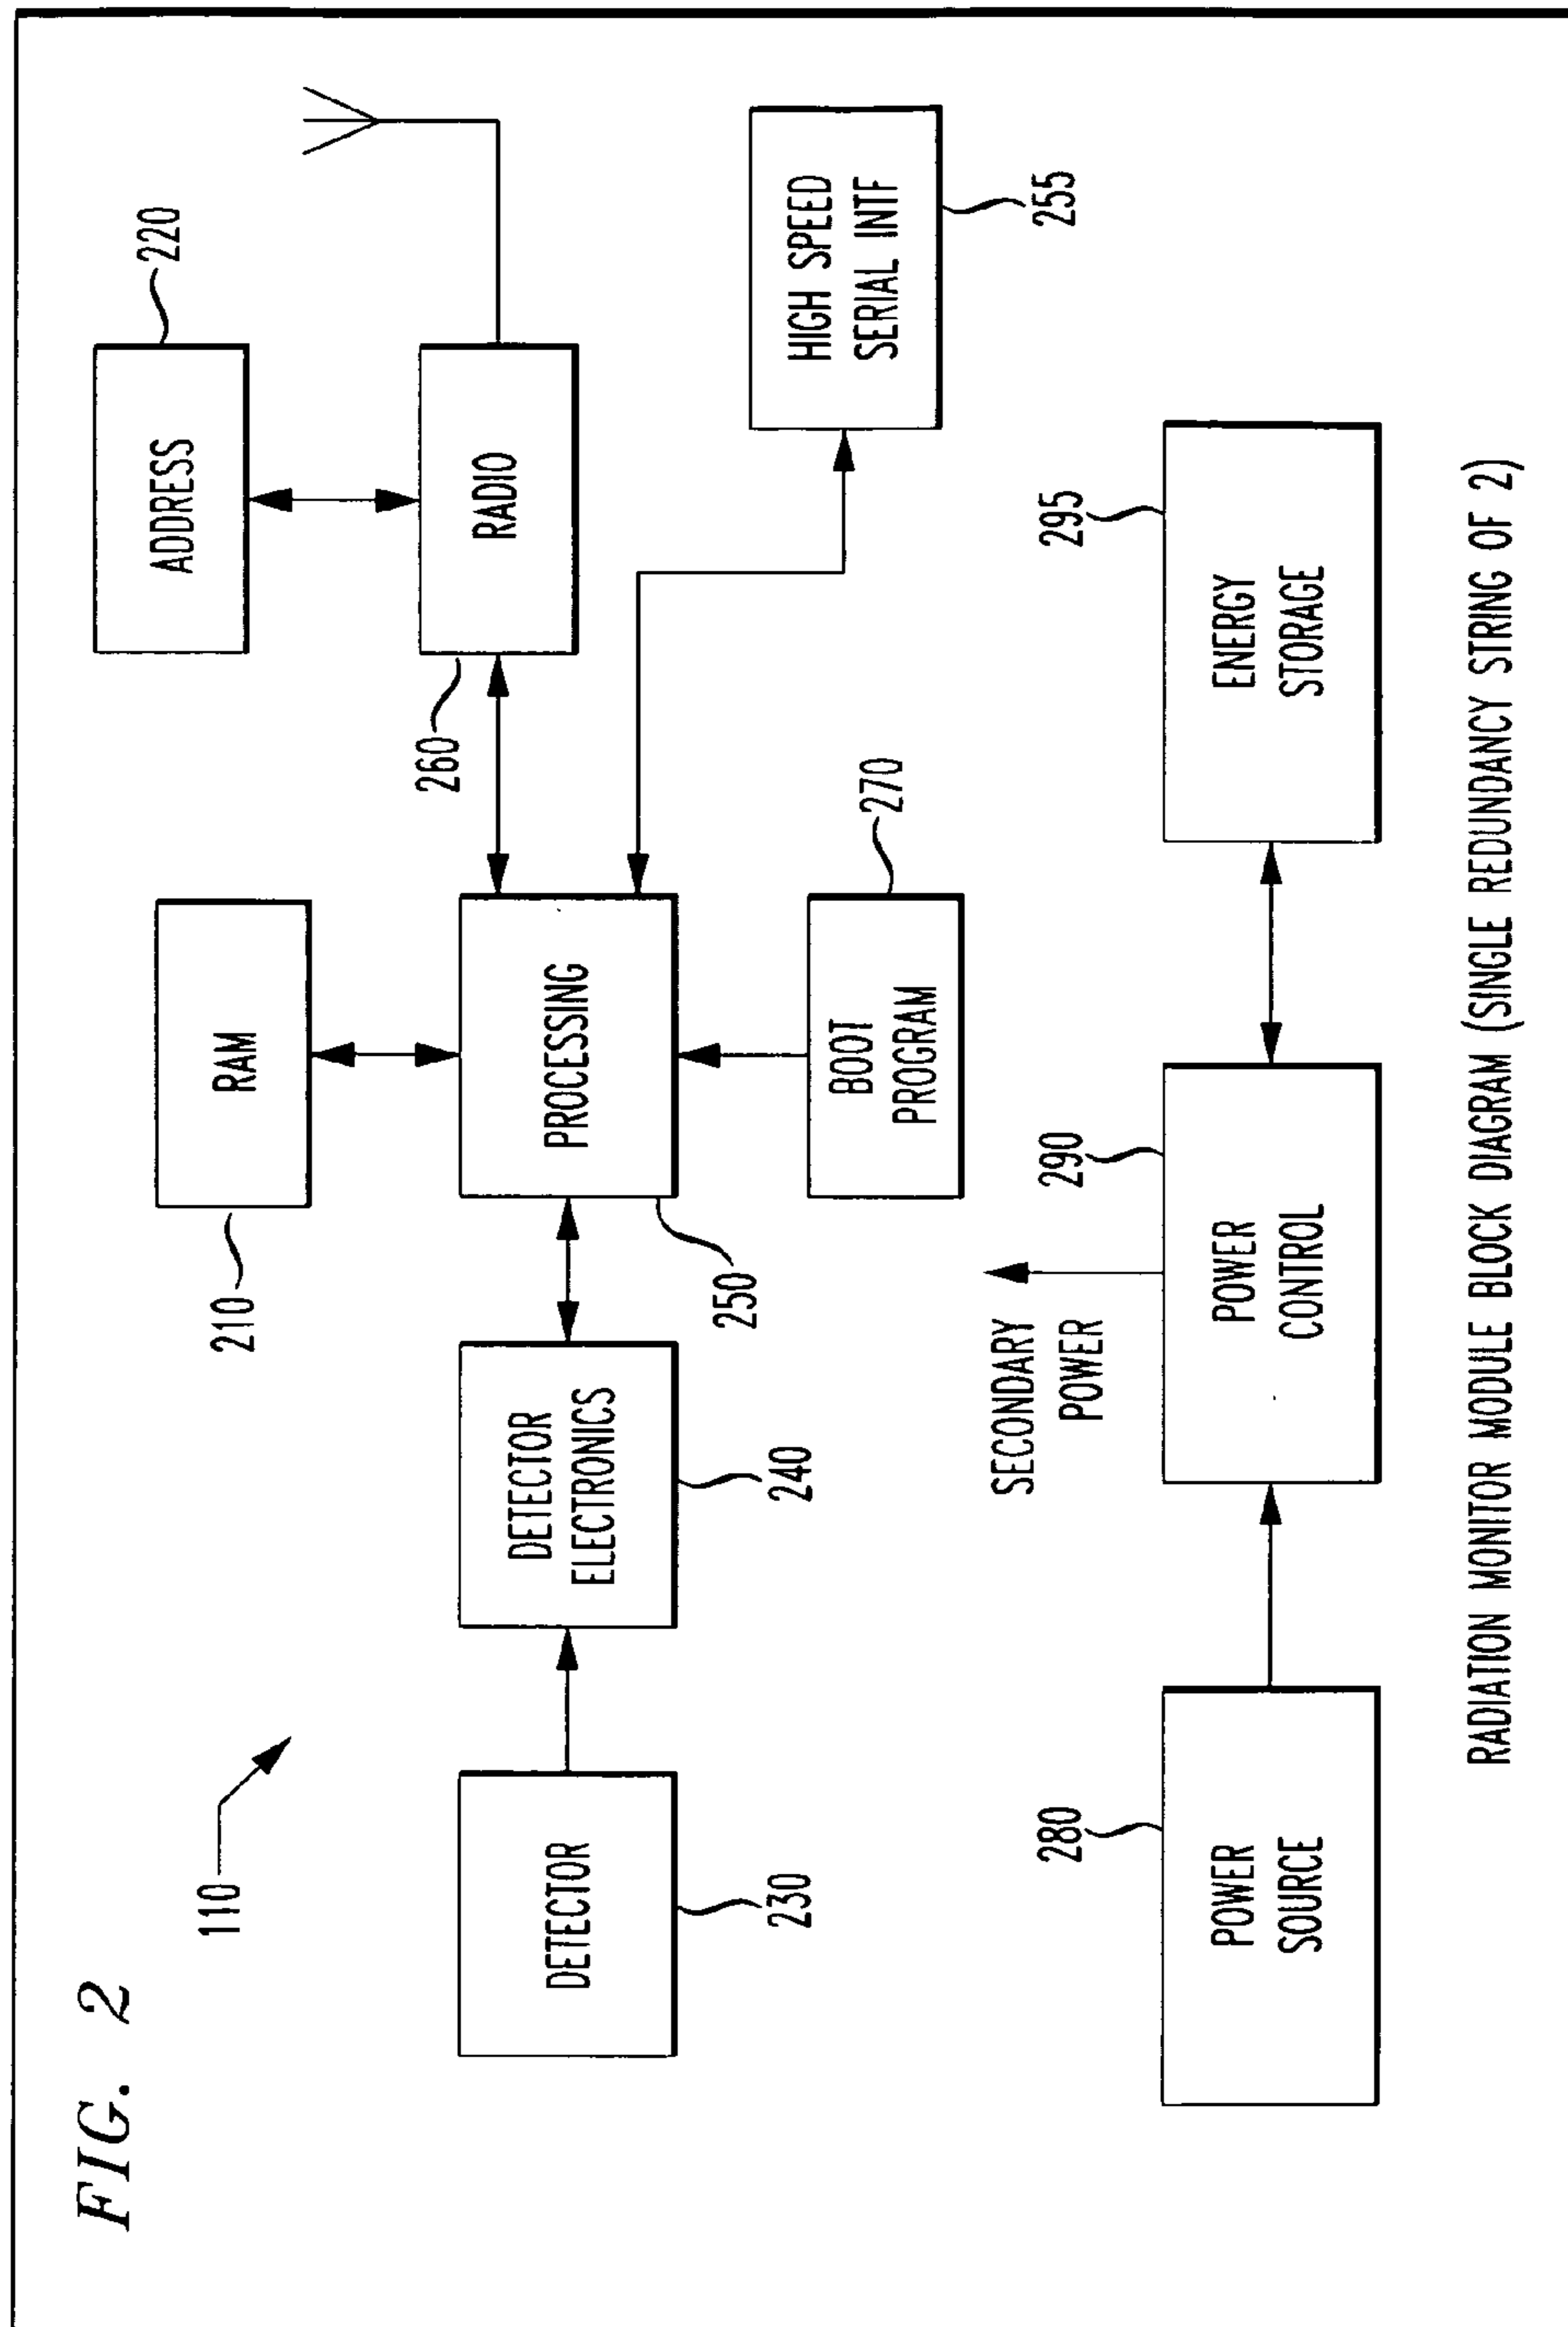 FIG. 2
110
210
RAM
220
ADDRESS
260
RADIO
DETECTOR
230
DETECTOR
ELECTRONICS
240
PROCESSING
250
BOOT
PROGRAM
270
HIGH SPEED
SERIAL INTF
255
SECONDARY
POWER
280
POWER
SOURCE
290
POWER
CONTROL
295
ENERGY
STORAGE
RADIATION MONITOR MODULE BLOCK DIAGRAM (SINGLE REDUNDANCY STRING OF 2)